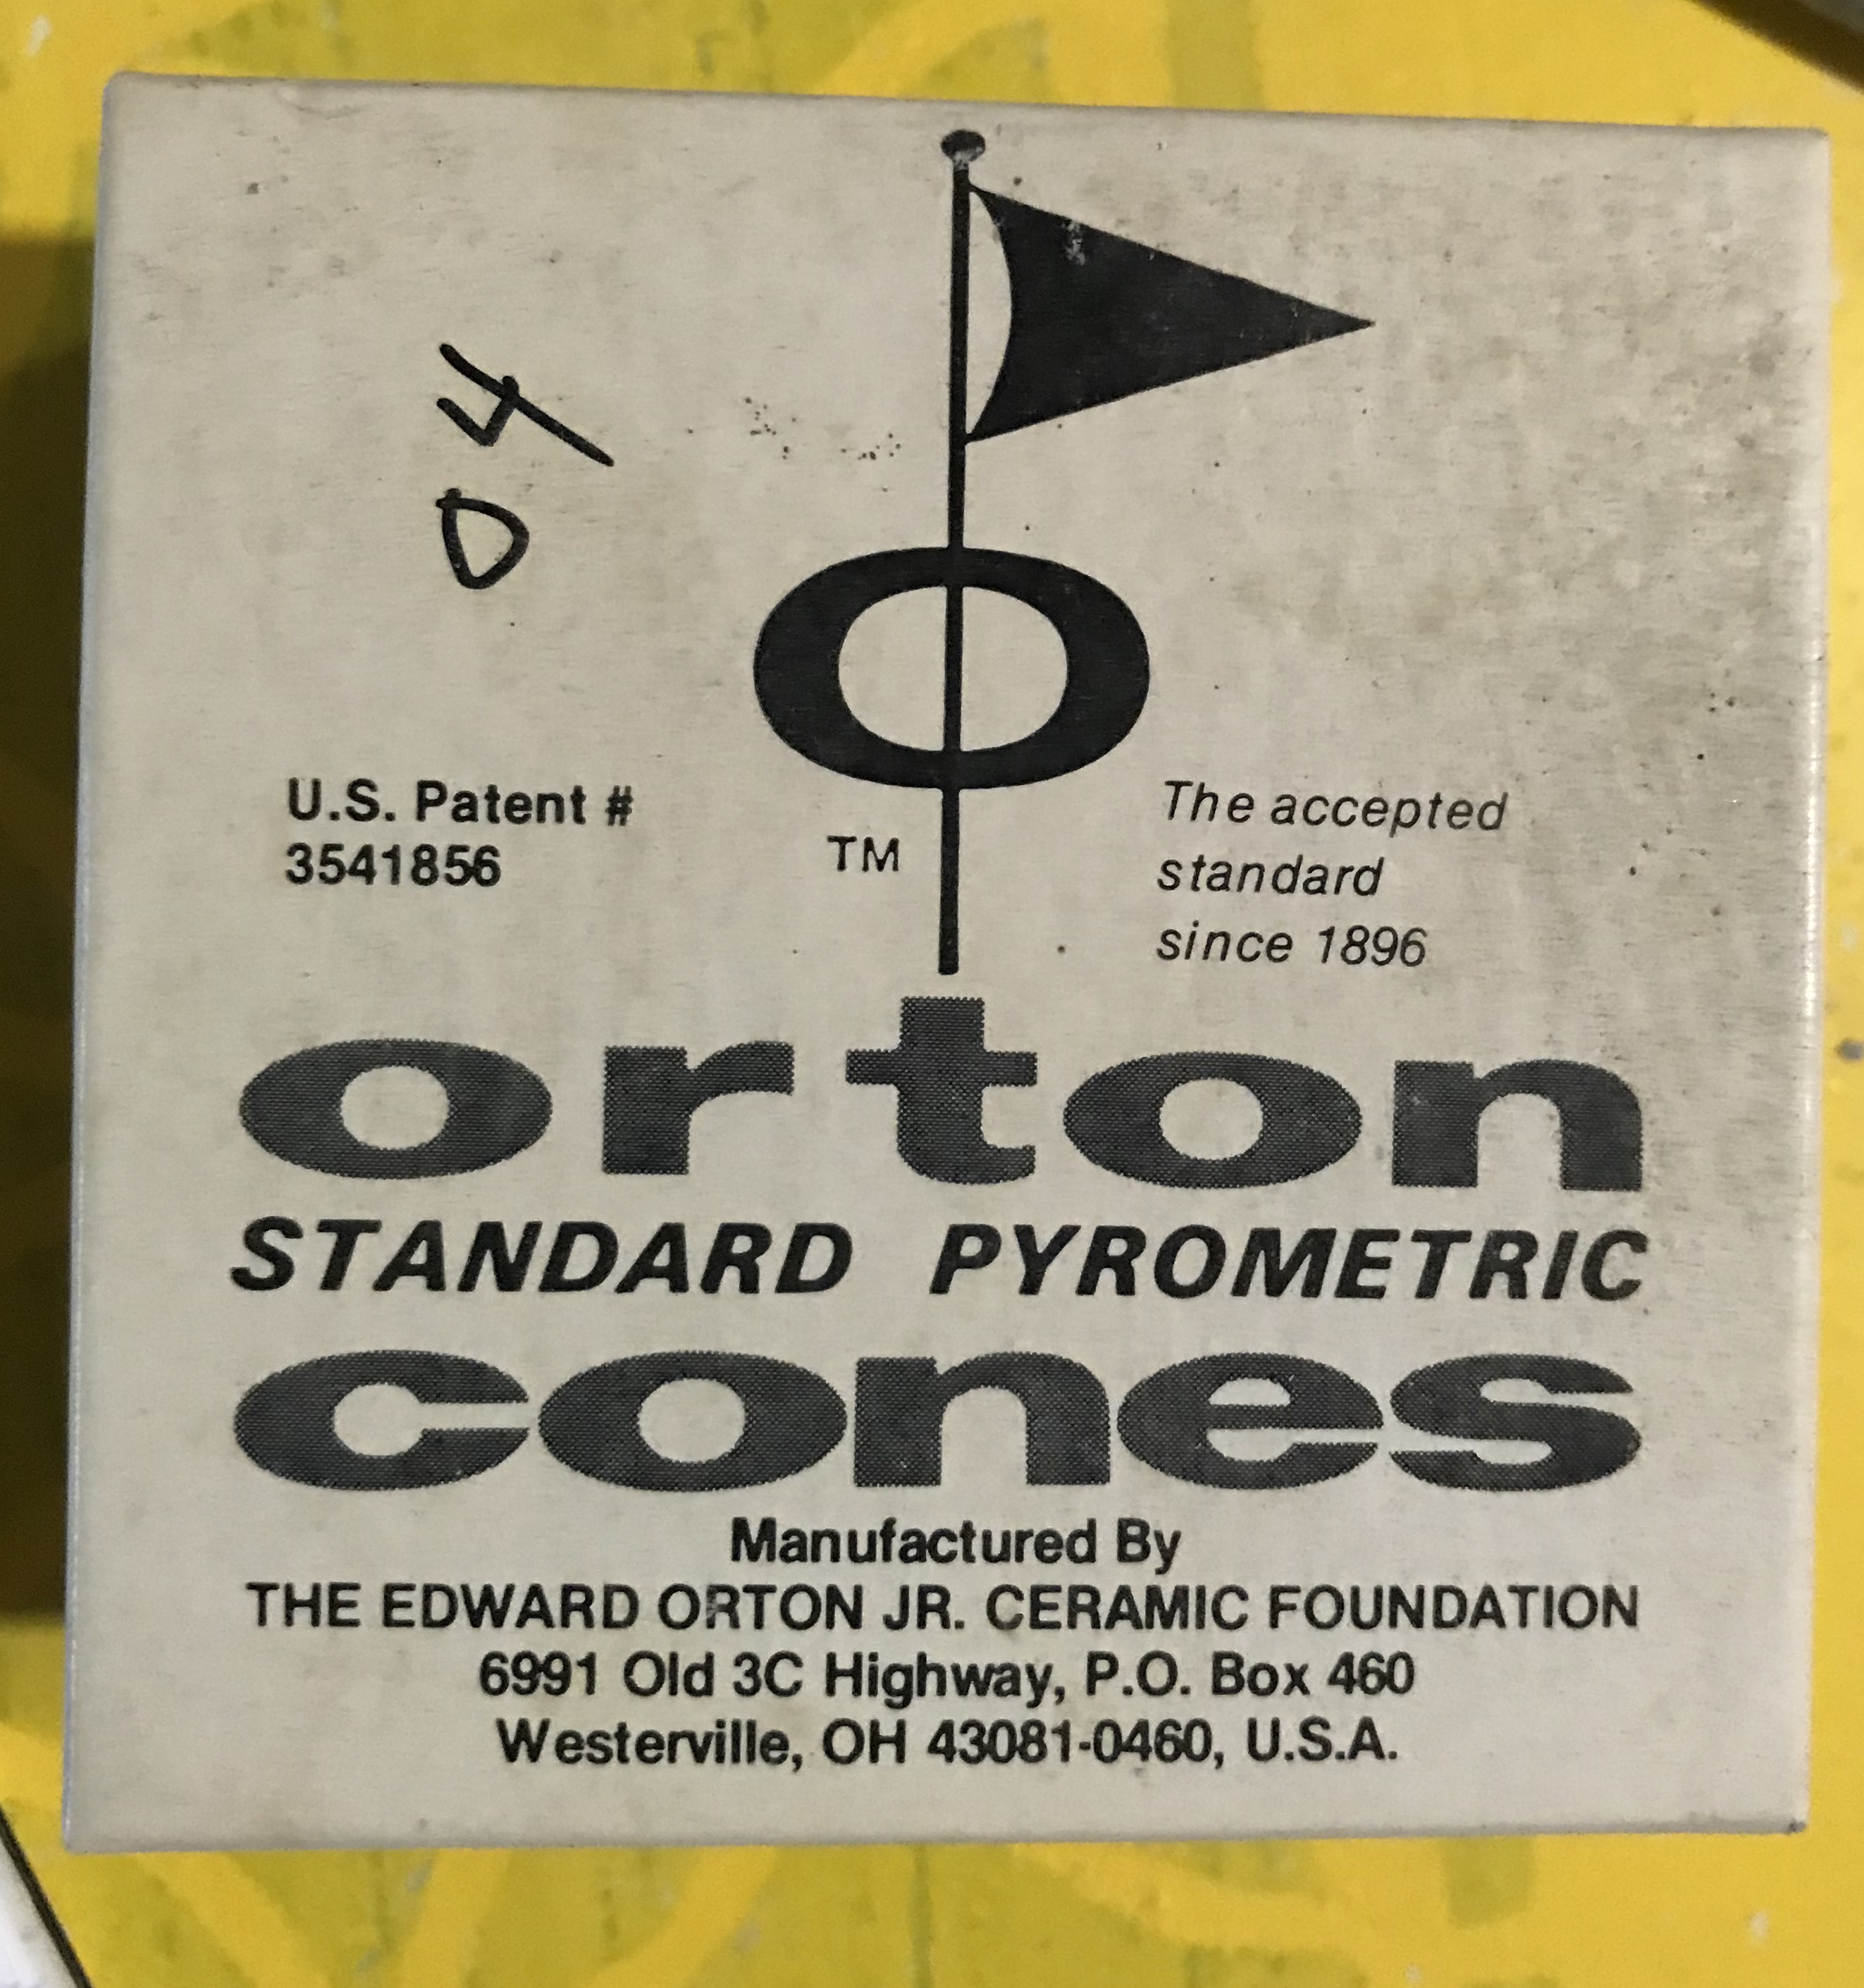 04
U.S. Patent #
3541856
TM
The accepted
standard
since 1896
orton
STANDARD PYROMETRIC
cones
Manufactured By
THE EDWARD ORTON JR. CERAMIC FOUNDATION
6991 Old 3C Highway, P.O. Box 460
Westerville, OH 43081-0460, U.S.A.